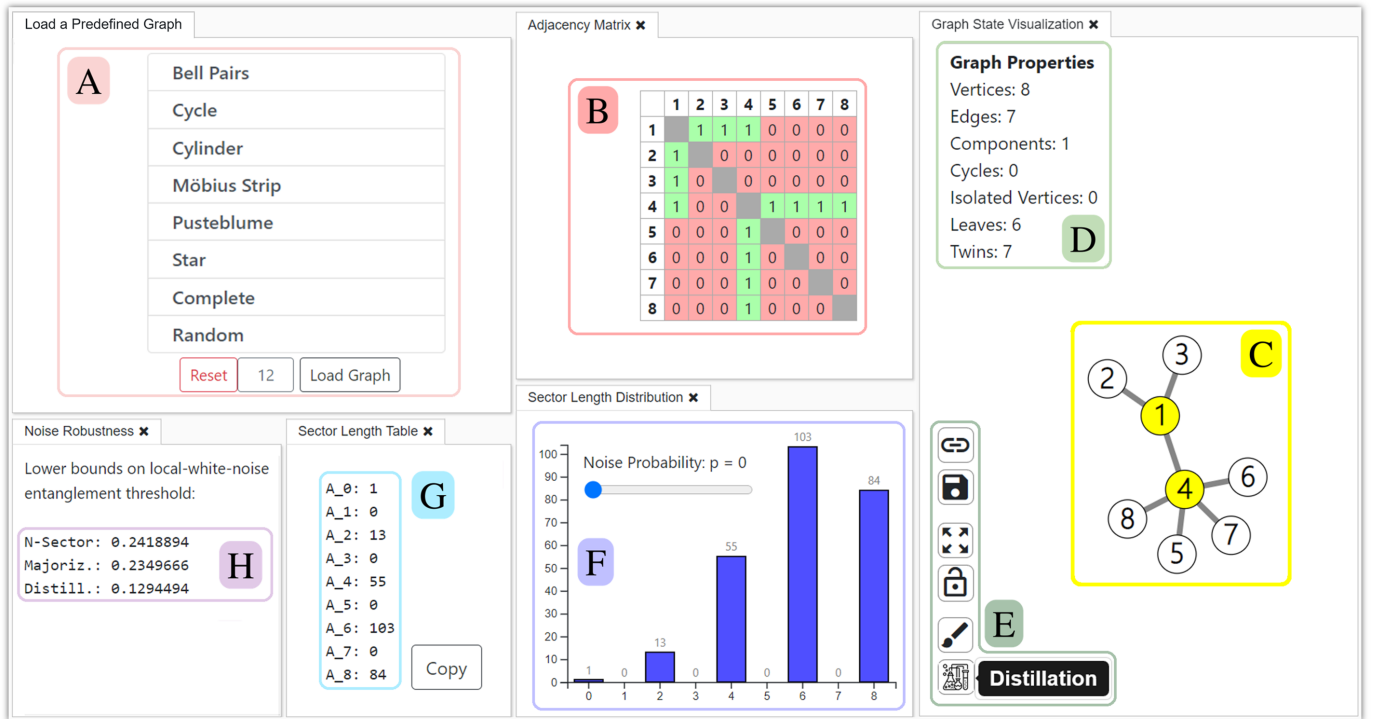 Load a Predefined Graph
A
Bell Pairs
Cycle
Cylinder
Möbius Strip
Pusteblume
Star
Complete
Random
Reset 12 Load Graph
Adjacency Matrix ✖
B
1 2 3 4 5 6 7 8
1 1 1 1 0 0 0 0
2 1 0 0 0 0 0 0
3 1 0 0 0 0 0 0
4 1 0 0 1 1 1 1
5 0 0 0 1 0 0 0
6 0 0 0 1 0 0 0
7 0 0 0 1 0 0 0
8 0 0 0 1 0 0 0
Graph State Visualization ✖
Graph Properties
Vertices: 8
Edges: 7
Components: 1
Cycles: 0
Isolated Vertices: 0
Leaves: 6
Twins: 7
D
C
3
2
1
6
4
8
7
5
E
Distillation
Noise Robustness ✖
Lower bounds on local-white-noise
entanglement threshold:
N-Sector: 0.2418894
Majoriz.: 0.2349666
Distill.: 0.1294494
H
Sector Length Table ✖
A_0: 1
A_1: 0
A_2: 13
A_3: 0
A_4: 55
A_5: 0
A_6: 103
A_7: 0
A_8: 84
G
Copy
Sector Length Distribution ✖
Noise Probability: p = 0
F
100
90
80
70
60
50
40
30
20
10
0
1 0 13 0 55 0 103 0 84
0 1 2 3 4 5 6 7 8